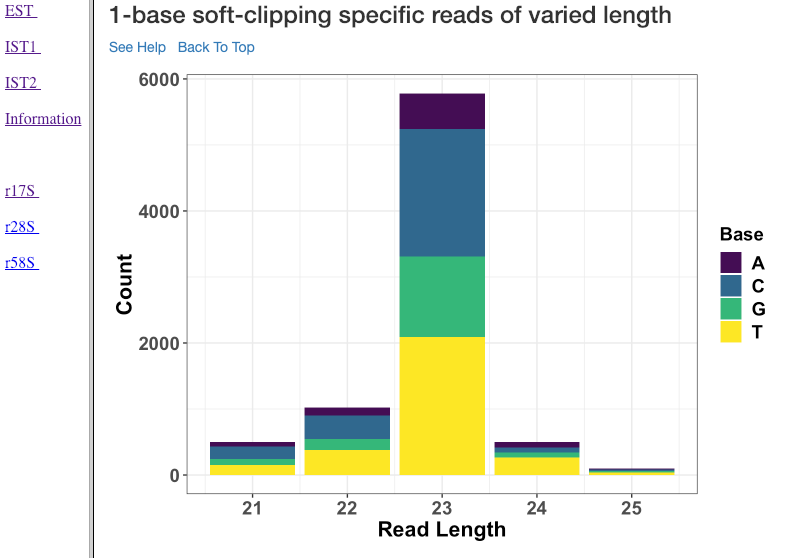 EST
IST1
IST2
Information
r17S
r28S
r58S
1-base soft-clipping specific reads of varied length
See Help Back To Top
6000
4000
2000
0
Count
21 22 23 24 25
Read Length
Base
A
C
G
T